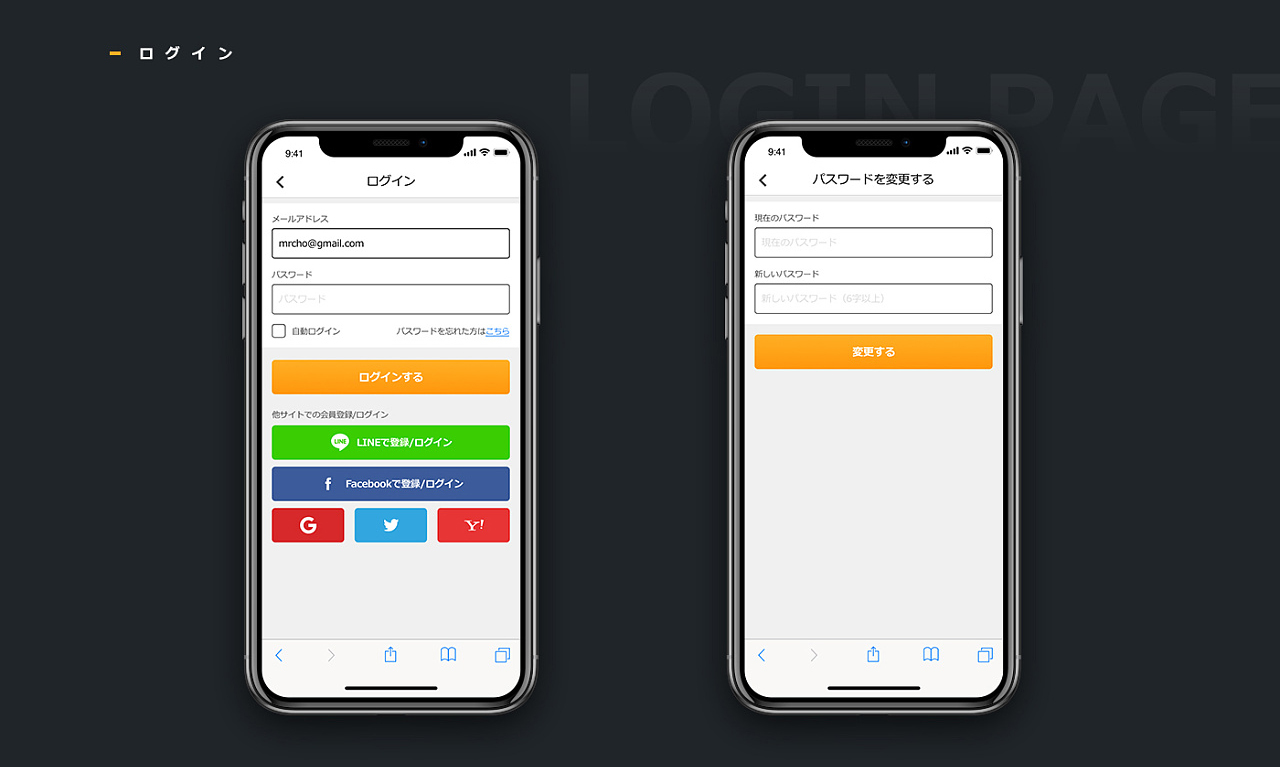 ログイン
LOGIN PAGE
9:41
ログイン
メールアドレス
mrcho@gmail.com
パスワード
パスワード
自動ログイン パスワードを忘れた方はこちら
ログインする
他サイトでの会員登録/ログイン
LINE LINEで登録/ログイン
f Facebookで登録/ログイン
G Y!
9:41
パスワードを変更する
現在のパスワード
現在のパスワード
新しいパスワード
新しいパスワード（6字以上）
変更する